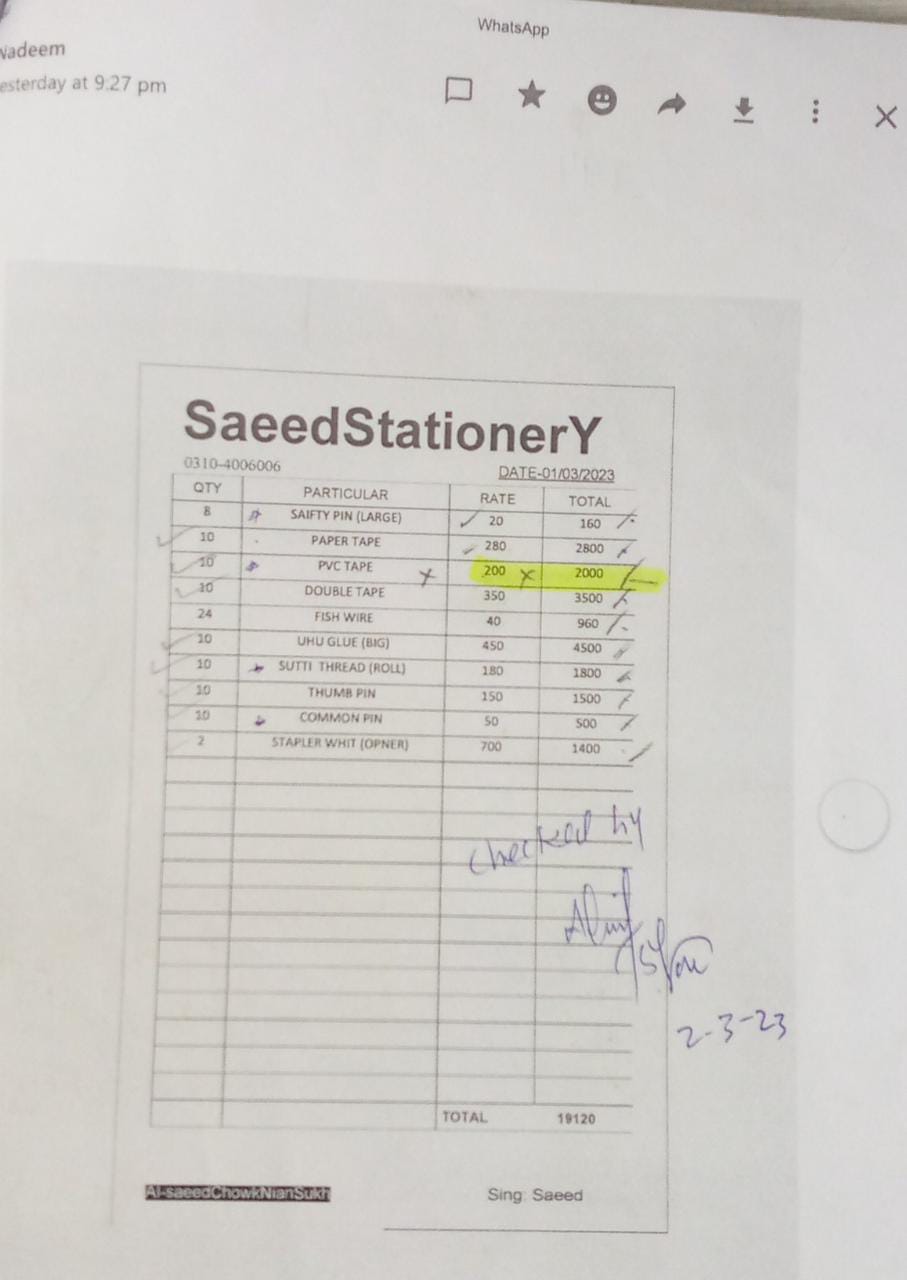 WhatsApp
Nadeem
esterday at 9:27 pm
SaeedStationerY
0310-4006006
DATE-01/03/2023
QTY PARTICULAR RATE TOTAL
8 SAIFTY PIN (LARGE) 20 160
10 PAPER TAPE 280 2800
10 PVC TAPE 200 2000
10 DOUBLE TAPE 350 3500
24 FISH WIRE 40 960
10 UHU GLUE (BIG) 450 4500
10 SUTTI THREAD (ROLL) 180 1800
10 THUMB PIN 150 1500
10 COMMON PIN 50 500
2 STAPLER WHIT (OPNER) 700 1400
checked by
2-3-23
TOTAL 19120
Al-saeedChowkNianSukh
Sing: Saeed